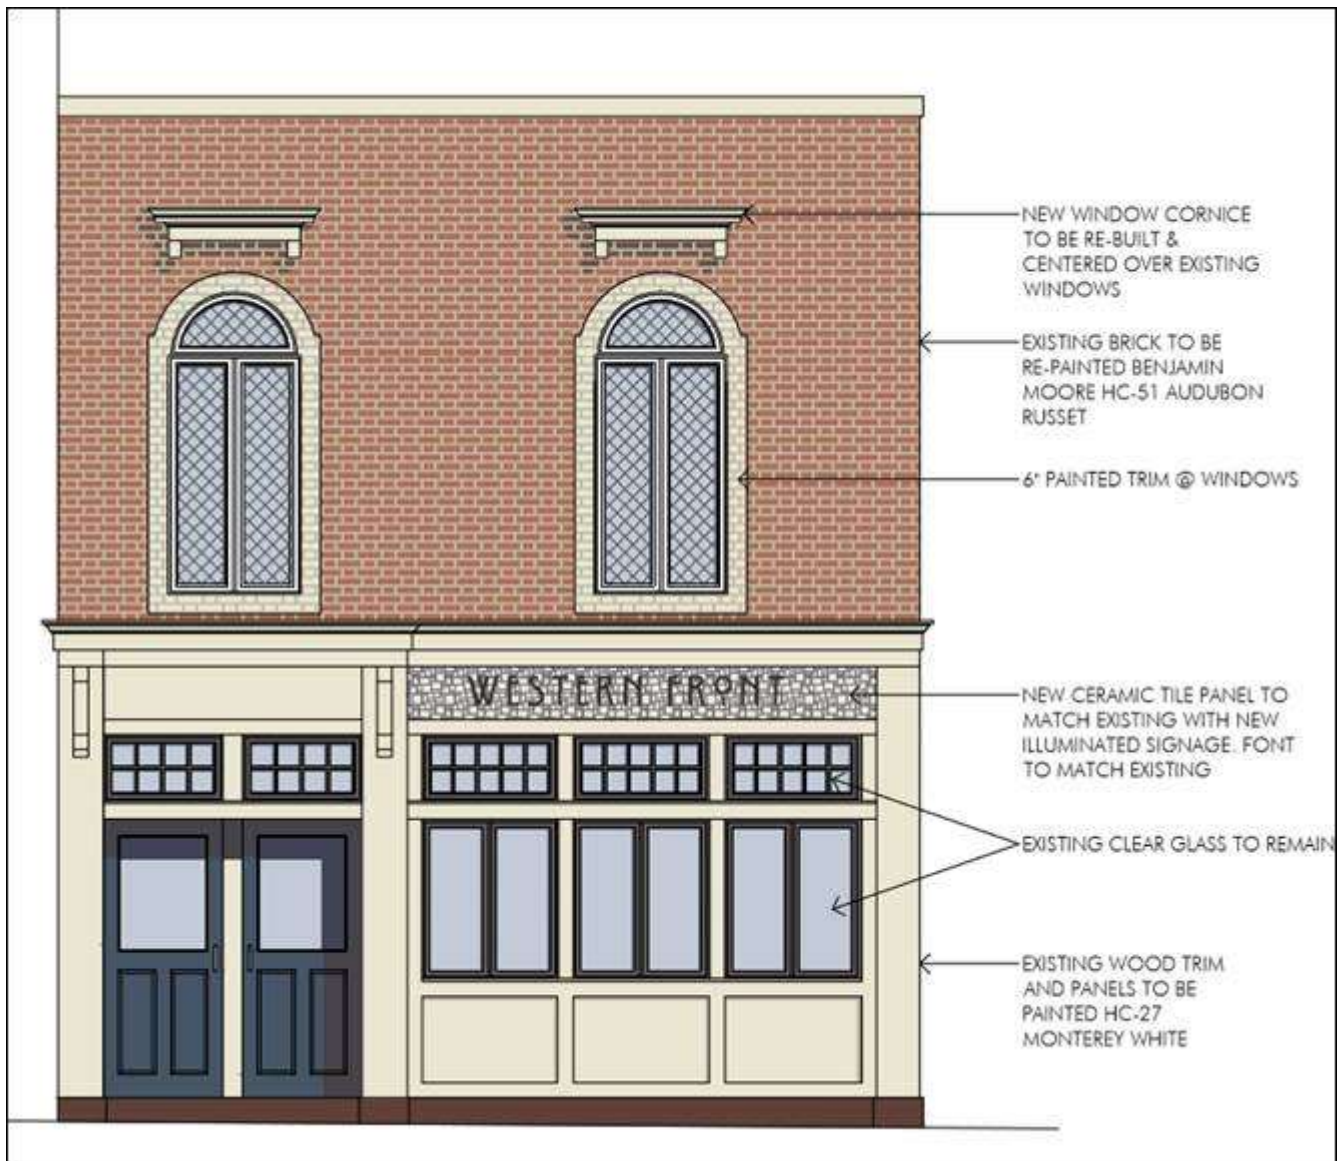 NEW WINDOW CORNICE
TO BE RE-BUILT &
CENTERED OVER EXISTING
WINDOWS
EXISTING BRICK TO BE
RE-PAINTED BENJAMIN
MOORE HC-51 AUDUBON
RUSSET
6" PAINTED TRIM @ WINDOWS
WESTERN FRONT
NEW CERAMIC TILE PANEL TO
MATCH EXISTING WITH NEW
ILLUMINATED SIGNAGE. FONT
TO MATCH EXISTING
EXISTING CLEAR GLASS TO REMAIN
EXISTING WOOD TRIM
AND PANELS TO BE
PAINTED HC-27
MONTEREY WHITE